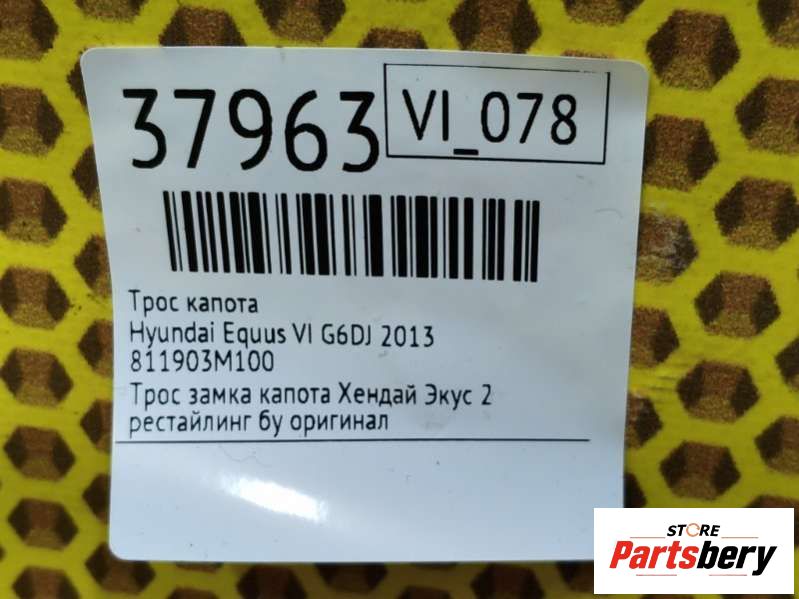 37963
VI_078
Трос капота
Hyundai Equus VI G6DJ 2013
811903M100
Трос замка капота Хендай Экус 2
рестайлинг бу оригинал
STORE
Partsbery